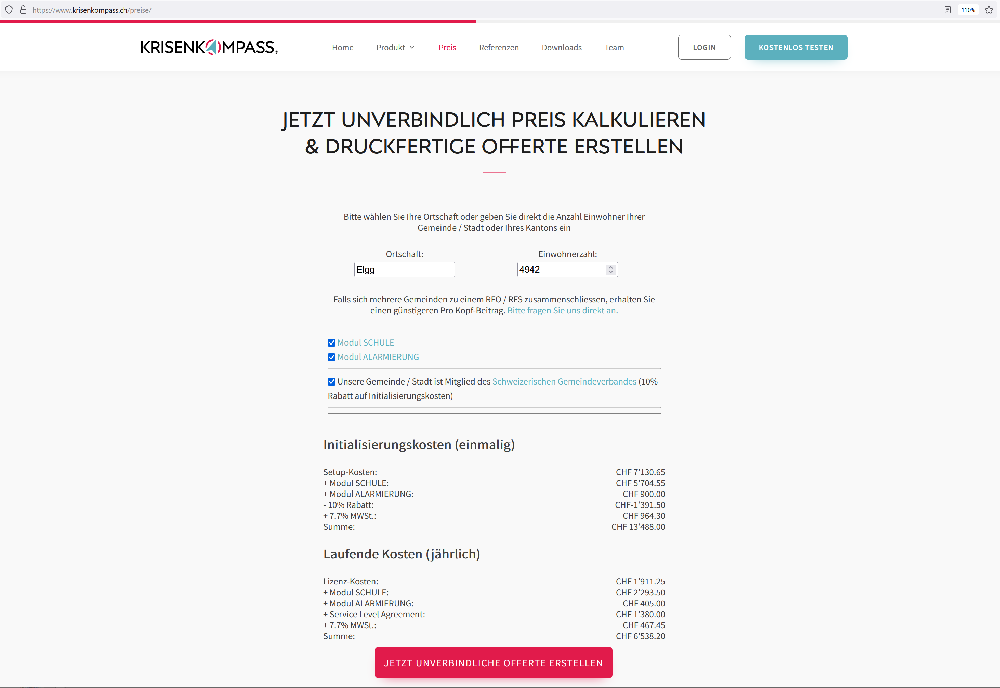 https://www.krisenkompass.ch/preise/
110%
KRISENKOMPASS®
Home
Produkt
Preis
Referenzen
Downloads
Team
LOGIN
KOSTENLOS TESTEN
JETZT UNVERBINDLICH PREIS KALKULIEREN
& DRUCKFERTIGE OFFERTE ERSTELLEN
Bitte wählen Sie Ihre Ortschaft oder geben Sie direkt die Anzahl Einwohner Ihrer
Gemeinde / Stadt oder Ihres Kantons ein
Ortschaft: Einwohnerzahl:
Elgg 4942
Falls sich mehrere Gemeinden zu einem RFO / RFS zusammenschliessen, erhalten Sie
einen günstigeren Pro Kopf-Beitrag. Bitte fragen Sie uns direkt an.
Modul SCHULE
Modul ALARMIERUNG
Unsere Gemeinde / Stadt ist Mitglied des Schweizerischen Gemeindeverbandes (10%
Rabatt auf Initialisierungskosten)
Initialisierungskosten (einmalig)
Setup-Kosten: CHF 7’130.65
+ Modul SCHULE: CHF 5’704.55
+ Modul ALARMIERUNG: CHF 900.00
- 10% Rabatt: CHF-1’391.50
+ 7.7% MWSt.: CHF 964.30
Summe: CHF 13’488.00
Laufende Kosten (jährlich)
Lizenz-Kosten: CHF 1’911.25
+ Modul SCHULE: CHF 2’293.50
+ Modul ALARMIERUNG: CHF 405.00
+ Service Level Agreement: CHF 1’380.00
+ 7.7% MWSt.: CHF 467.45
Summe: CHF 6’538.20
JETZT UNVERBINDLICHE OFFERTE ERSTELLEN